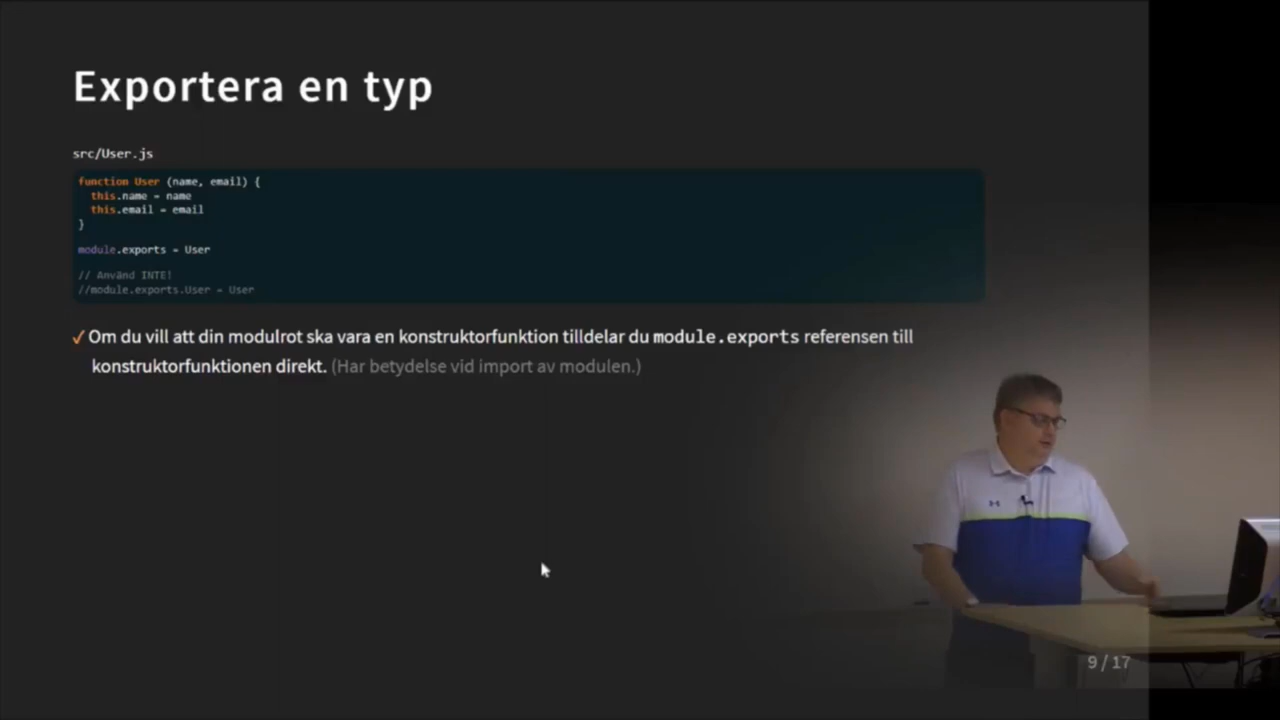 Exportera en typ
src/User.js
function User (name, email) {
this.name = name
this.email = email
}
module.exports = User
// Använd INTE!
//module.exports.User = User
✓ Om du vill att din modulrot ska vara en konstruktorfunktion tilldelar du module.exports referensen till
konstruktorfunktionen direkt. (Har betydelse vid import av modulen.)
9 / 17